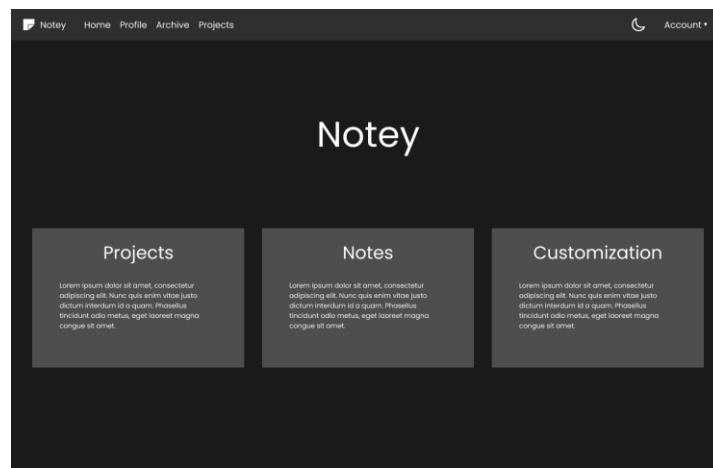 Notey Home Profile Archive Projects Account
Notey
Projects
Lorem ipsum dolor sit amet, consectetur
adipiscing elit. Nunc quis enim vitae justo
dictum interdum id a quam. Phasellus
tincidunt odio metus, eget laoreet magna
congue sit amet.
Notes
Lorem ipsum dolor sit amet, consectetur
adipiscing elit. Nunc quis enim vitae justo
dictum interdum id a quam. Phasellus
tincidunt odio metus, eget laoreet magna
congue sit amet.
Customization
Lorem ipsum dolor sit amet, consectetur
adipiscing elit. Nunc quis enim vitae justo
dictum interdum id a quam. Phasellus
tincidunt odio metus, eget laoreet magna
congue sit amet.